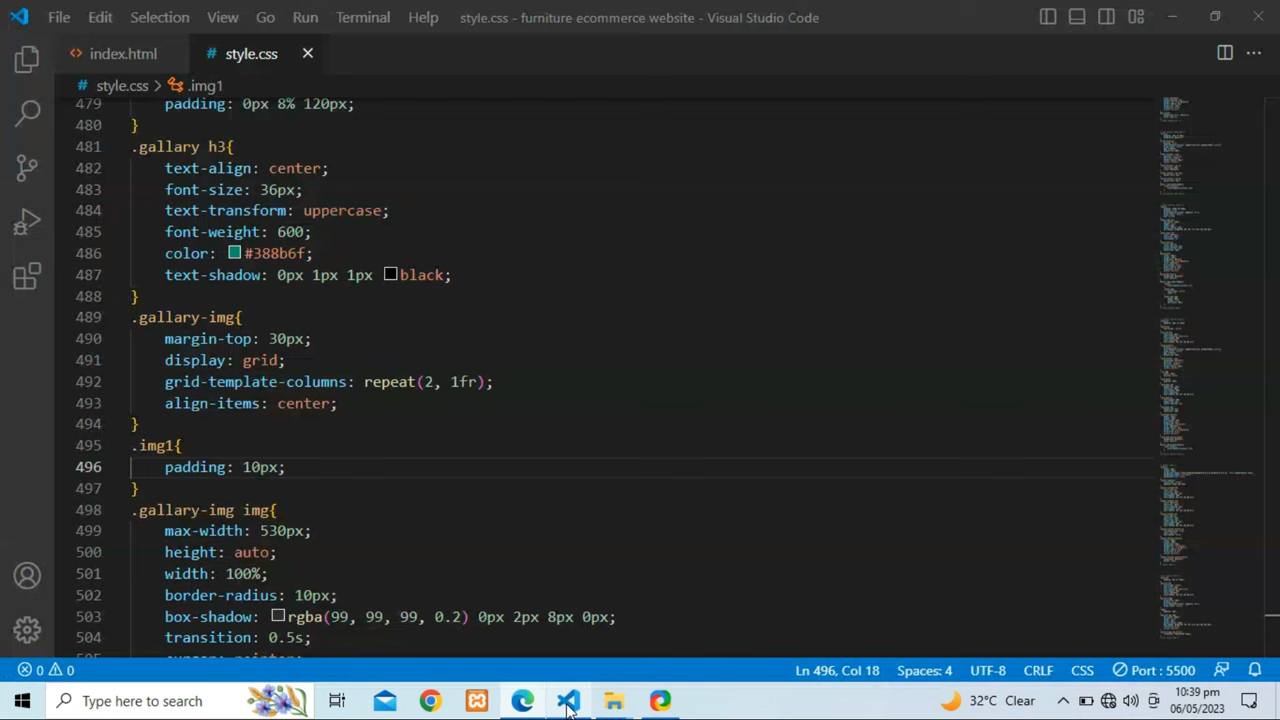 File Edit Selection View Go Run Terminal Help style.css - furniture ecommerce website - Visual Studio Code
<> index.html # style.css
# style.css > .img1
479 padding: 0px 8% 120px;
480 }
481 .gallary h3{
482 text-align: center;
483 font-size: 36px;
484 text-transform: uppercase;
485 font-weight: 600;
486 color: #388b6f;
487 text-shadow: 0px 1px 1px black;
488 }
489 .gallary-img{
490 margin-top: 30px;
491 display: grid;
492 grid-template-columns: repeat(2, 1fr);
493 align-items: center;
494 }
495 .img1{
496 padding: 10px;
497 }
498 .gallary-img img{
499 max-width: 530px;
500 height: auto;
501 width: 100%;
502 border-radius: 10px;
503 box-shadow: rgba(99, 99, 99, 0.2) 0px 2px 8px 0px;
504 transition: 0.5s;
0 0 Ln 496, Col 18 Spaces: 4 UTF-8 CRLF CSS Port : 5500
Type here to search 32°C Clear 10:39 pm
06/05/2023